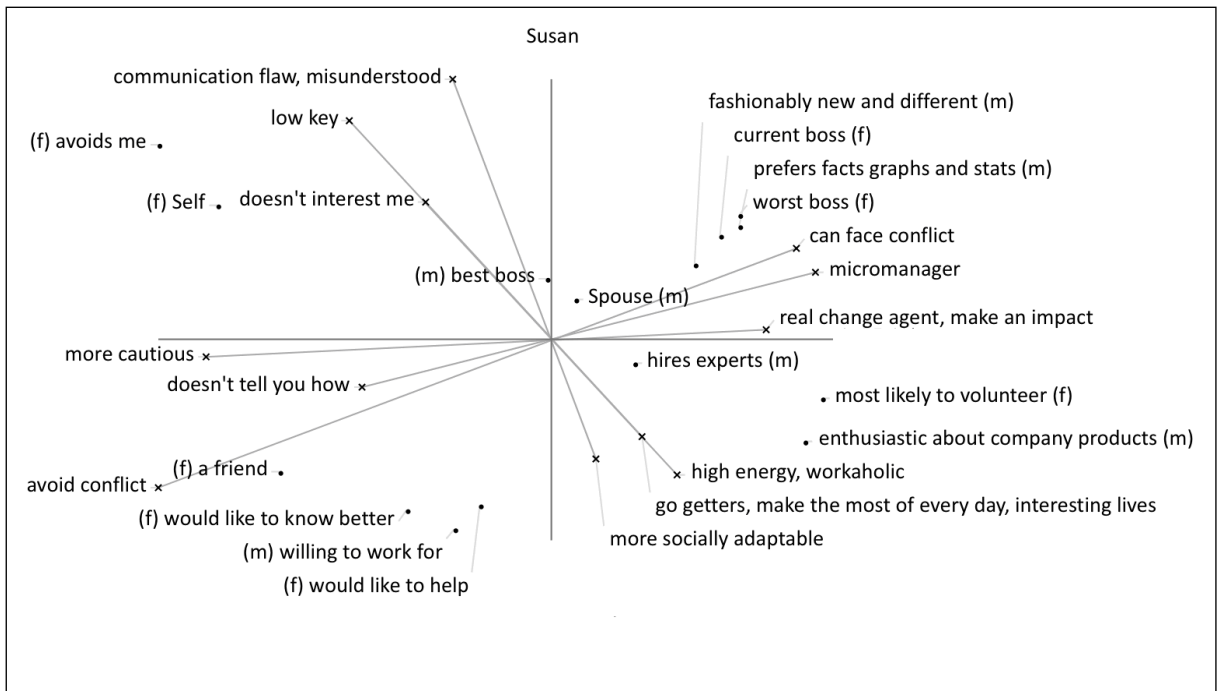 Susan
communication flaw, misunderstood
fashionably new and different (m)
low key
current boss (f)
(f) avoids me
prefers facts graphs and stats (m)
(f) Self
doesn't interest me
worst boss (f)
can face conflict
(m) best boss
micromanager
Spouse (m)
real change agent, make an impact
more cautious
hires experts (m)
doesn't tell you how
most likely to volunteer (f)
enthusiastic about company products (m)
(f) a friend
high energy, workaholic
avoid conflict
go getters, make the most of every day, interesting lives
(f) would like to know better
more socially adaptable
(m) willing to work for
(f) would like to help